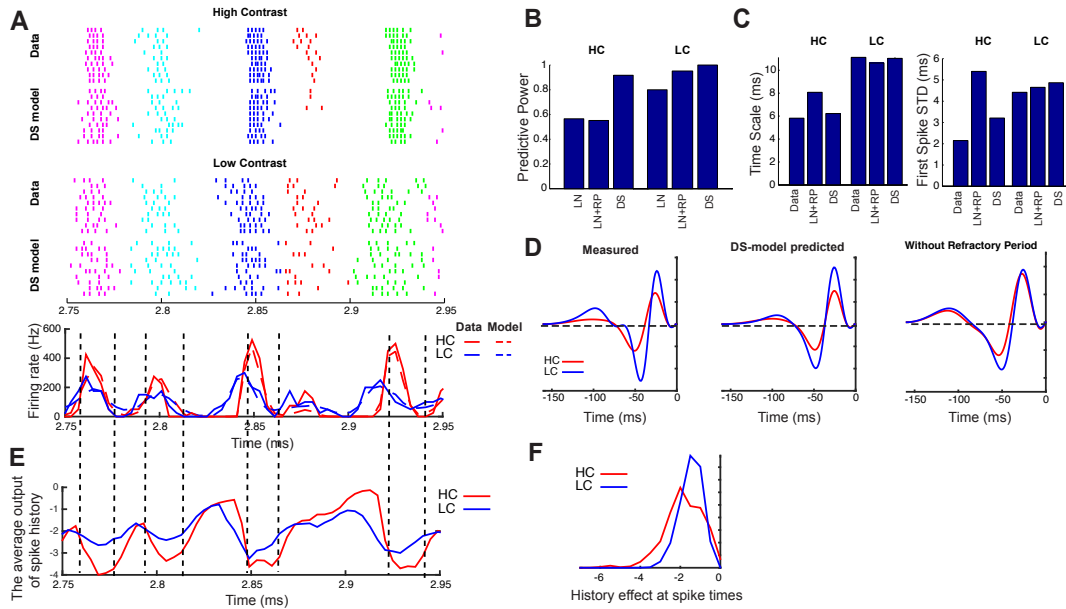 A
High Contrast
Data
DS model
Low Contrast
Data
DS model
2.75 2.8 2.85 2.9 2.95
Firing rate (Hz)
600
400
200
0
Data Model
HC
LC
2.75 2.8 2.85 2.9 2.95
Time (ms)
B
HC LC
Predictive Power
1
0.8
0.6
0.4
0.2
0
LN LN+RP DS LN LN+RP DS
C
HC LC
Time Scale (ms)
10
8
6
4
2
0
Data LN+RP DS Data LN+RP DS
HC LC
First Spike STD (ms)
6
5
4
3
2
1
0
Data LN+RP DS Data LN+RP DS
D
Measured
HC
LC
-150 -100 -50 0
Time (ms)
DS-model predicted
-150 -100 -50 0
Time (ms)
Without Refractory Period
-150 -100 -50 0
Time (ms)
E
The average output
of spike history
0
-1
-2
-3
-4
HC
LC
2.75 2.8 2.85 2.9 2.95
Time (ms)
F
HC
LC
-6 -4 -2 0
History effect at spike times